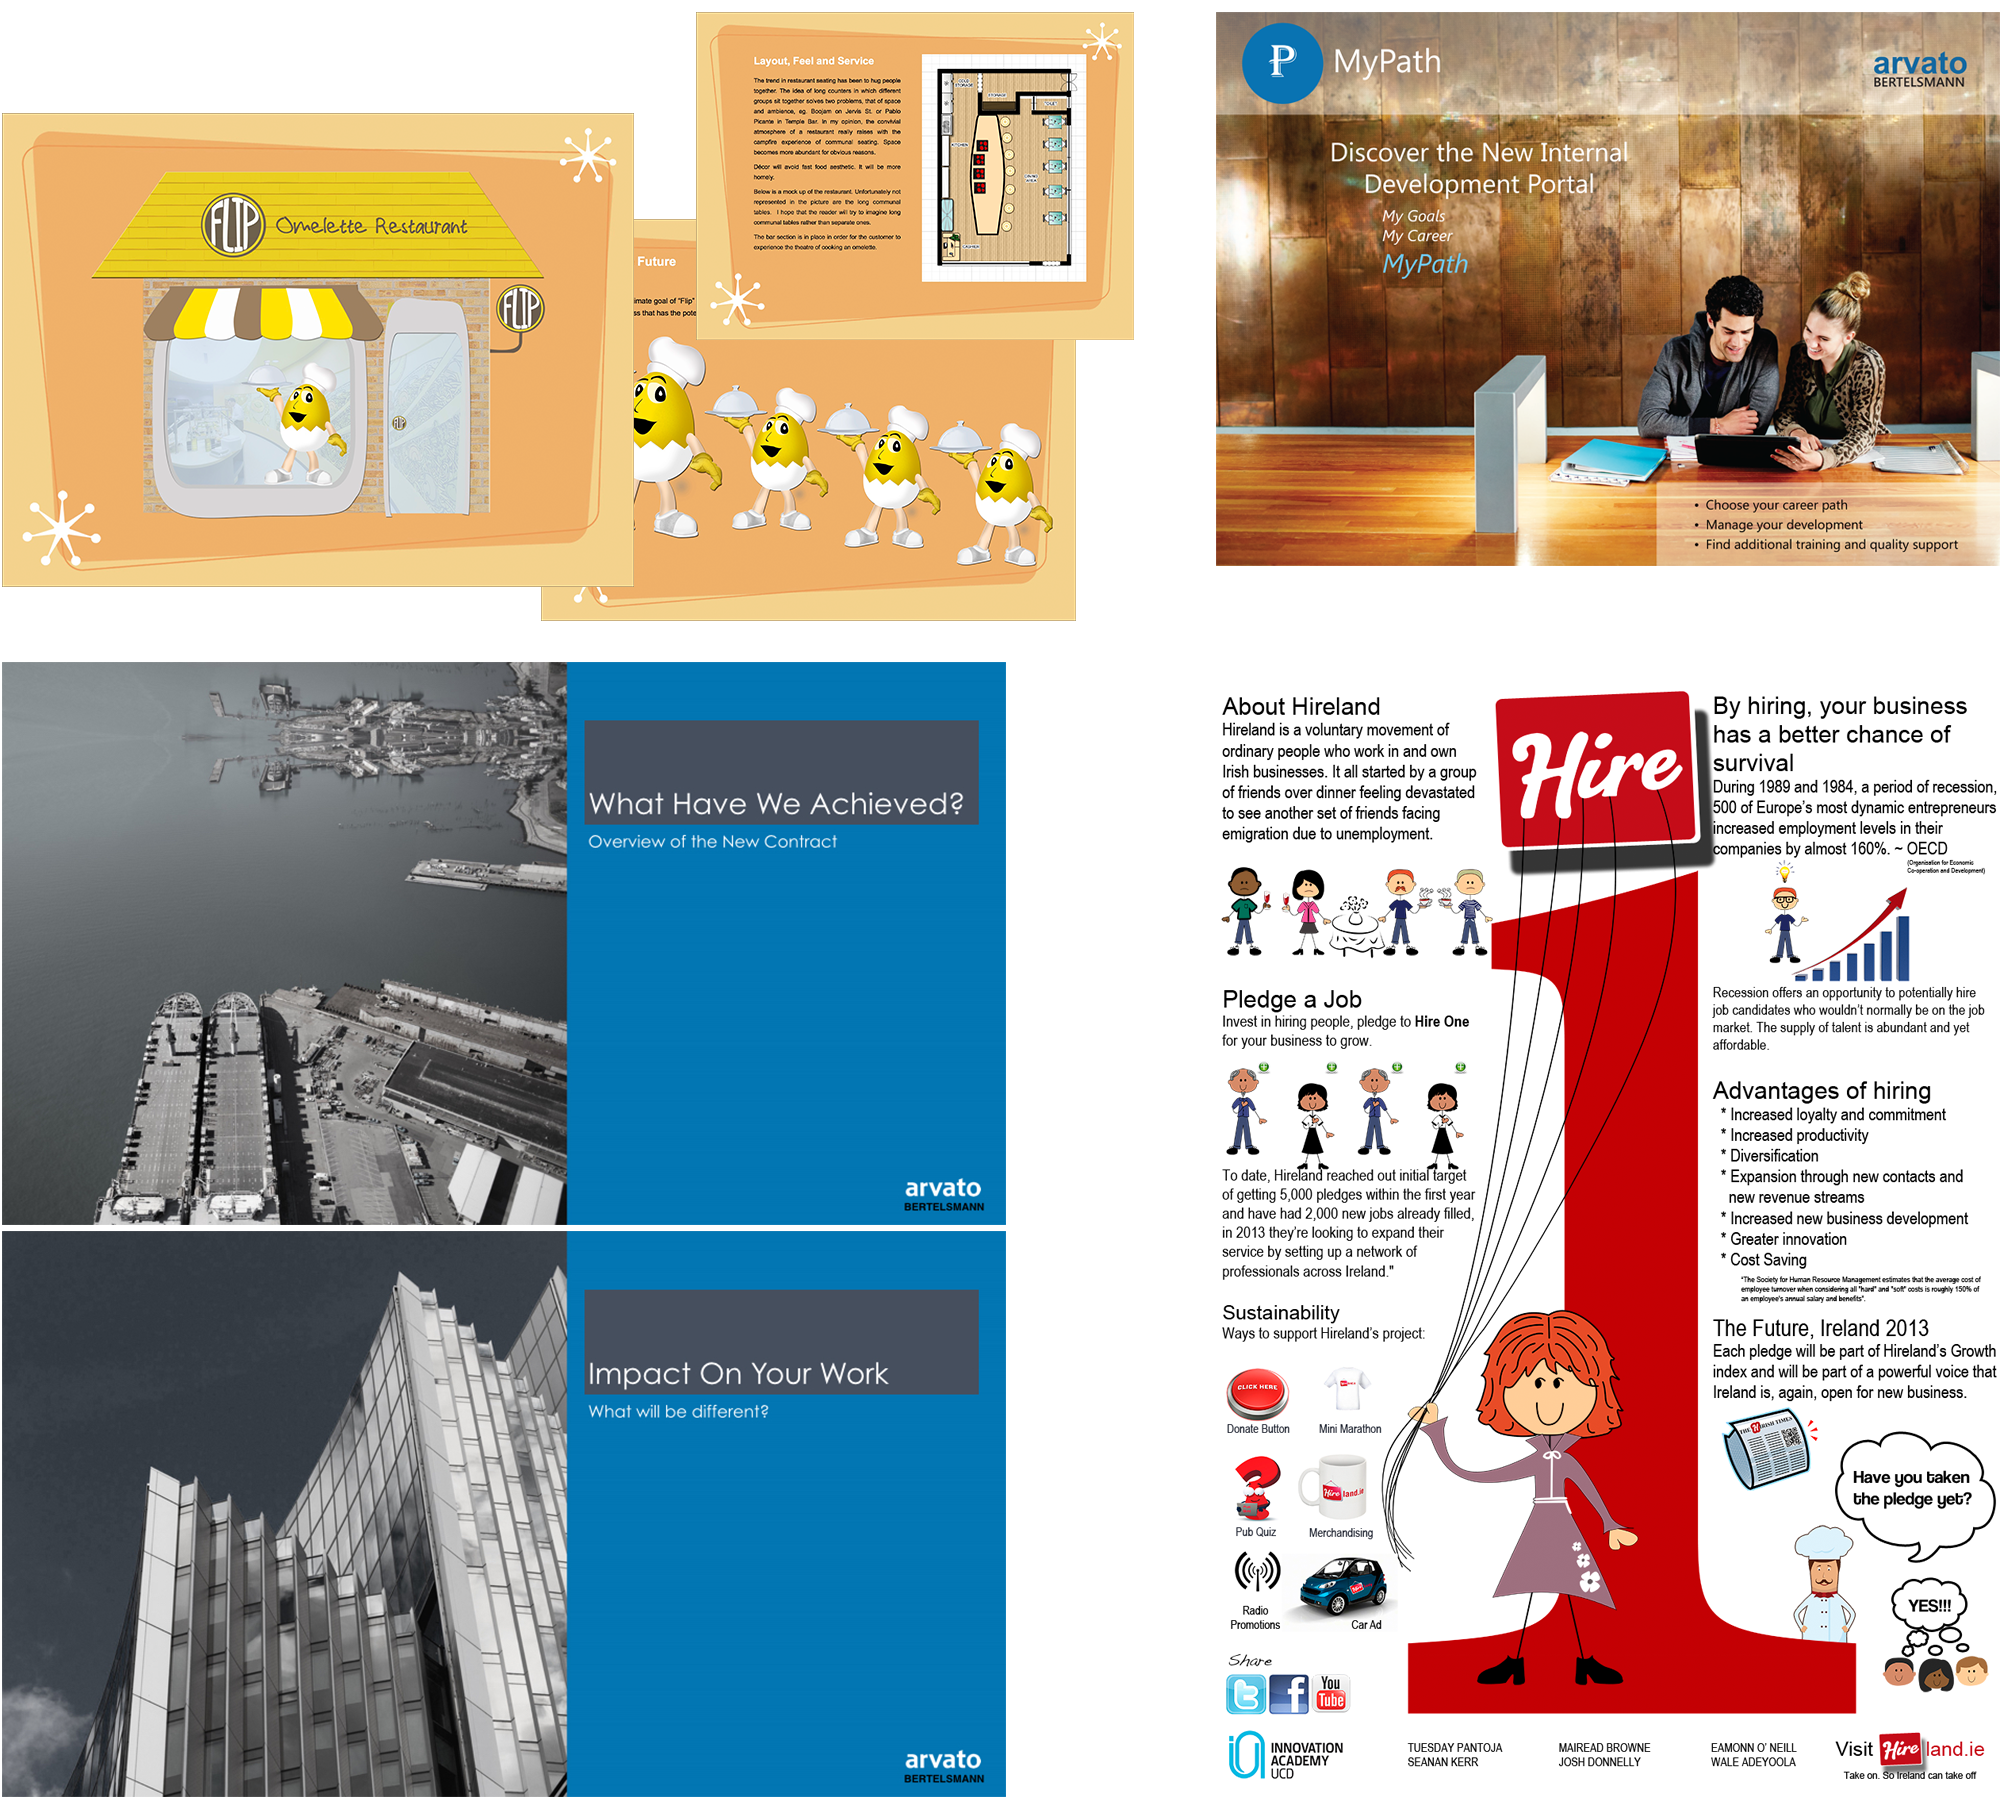 FLIP Omelette Restaurant
FLIP
FLIP
Future
imate goal of "Flip"
ss that has the pote
Layout, Feel and Service
The trend in restaurant seating has been to hug people
together. The idea of long counters in which different
groups sit together solves two problems, that of space
and ambience, eg. Boojam on Jervis St. or Pablo
Picante in Temple Bar. In my opinion, the convivial
atmosphere of a restaurant really raises with the
campfire experience of communal seating. Space
becomes more abundant for obvious reasons.
Décor will avoid fast food aesthetic. It will be more
homely.
Below is a mock up of the restaurant. Unfortunately not
represented in the picture are the long communal
tables. I hope that the reader will try to imagine long
communal tables rather than separate ones.
The bar section is in place in order for the customer to
experience the theatre of cooking an omelette.
COLD
STORAGE
STORAGE
TOILET
KITCHEN
DINING
AREA
CASHIER
P MyPath
arvato
BERTELSMANN
Discover the New Internal
Development Portal
My Goals
My Career
MyPath
• Choose your career path
• Manage your development
• Find additional training and quality support
What Have We Achieved?
Overview of the New Contract
arvato
BERTELSMANN
Impact On Your Work
What will be different?
arvato
BERTELSMANN
Hire
About Hireland
Hireland is a voluntary movement of
ordinary people who work in and own
Irish businesses. It all started by a group
of friends over dinner feeling devastated
to see another set of friends facing
emigration due to unemployment.
Pledge a Job
Invest in hiring people, pledge to Hire One
for your business to grow.
To date, Hireland reached out initial target
of getting 5,000 pledges within the first year
and have had 2,000 new jobs already filled,
in 2013 they're looking to expand their
service by setting up a network of
professionals across Ireland."
Sustainability
Ways to support Hireland's project:
CLICK HERE
Donate Button
Mini Marathon
Hire land.ie
Pub Quiz
Merchandising
Radio
Promotions
Car Ad
Share
You
Tube
By hiring, your business
has a better chance of
survival
During 1989 and 1984, a period of recession,
500 of Europe's most dynamic entrepreneurs
increased employment levels in their
companies by almost 160%. ~ OECD
(Organisation for Economic
Co-operation and Development)
Recession offers an opportunity to potentially hire
job candidates who wouldn't normally be on the job
market. The supply of talent is abundant and yet
affordable.
Advantages of hiring
* Increased loyalty and commitment
* Increased productivity
* Diversification
* Expansion through new contacts and
new revenue streams
* Increased new business development
* Greater innovation
* Cost Saving
"The Society for Human Resource Management estimates that the average cost of
employee turnover when considering all "hard" and "soft" costs is roughly 150% of
an employee's annual salary and benefits".
The Future, Ireland 2013
Each pledge will be part of Hireland's Growth
index and will be part of a powerful voice that
Ireland is, again, open for new business.
THE IRISH TIMES
Have you taken
the pledge yet?
YES!!!
INNOVATION
ACADEMY
UCD
TUESDAY PANTOJA
SEANAN KERR
MAIREAD BROWNE
JOSH DONNELLY
EAMONN O' NEILL
WALE ADEYOOLA
Visit Hire land.ie
Take on. So Ireland can take off